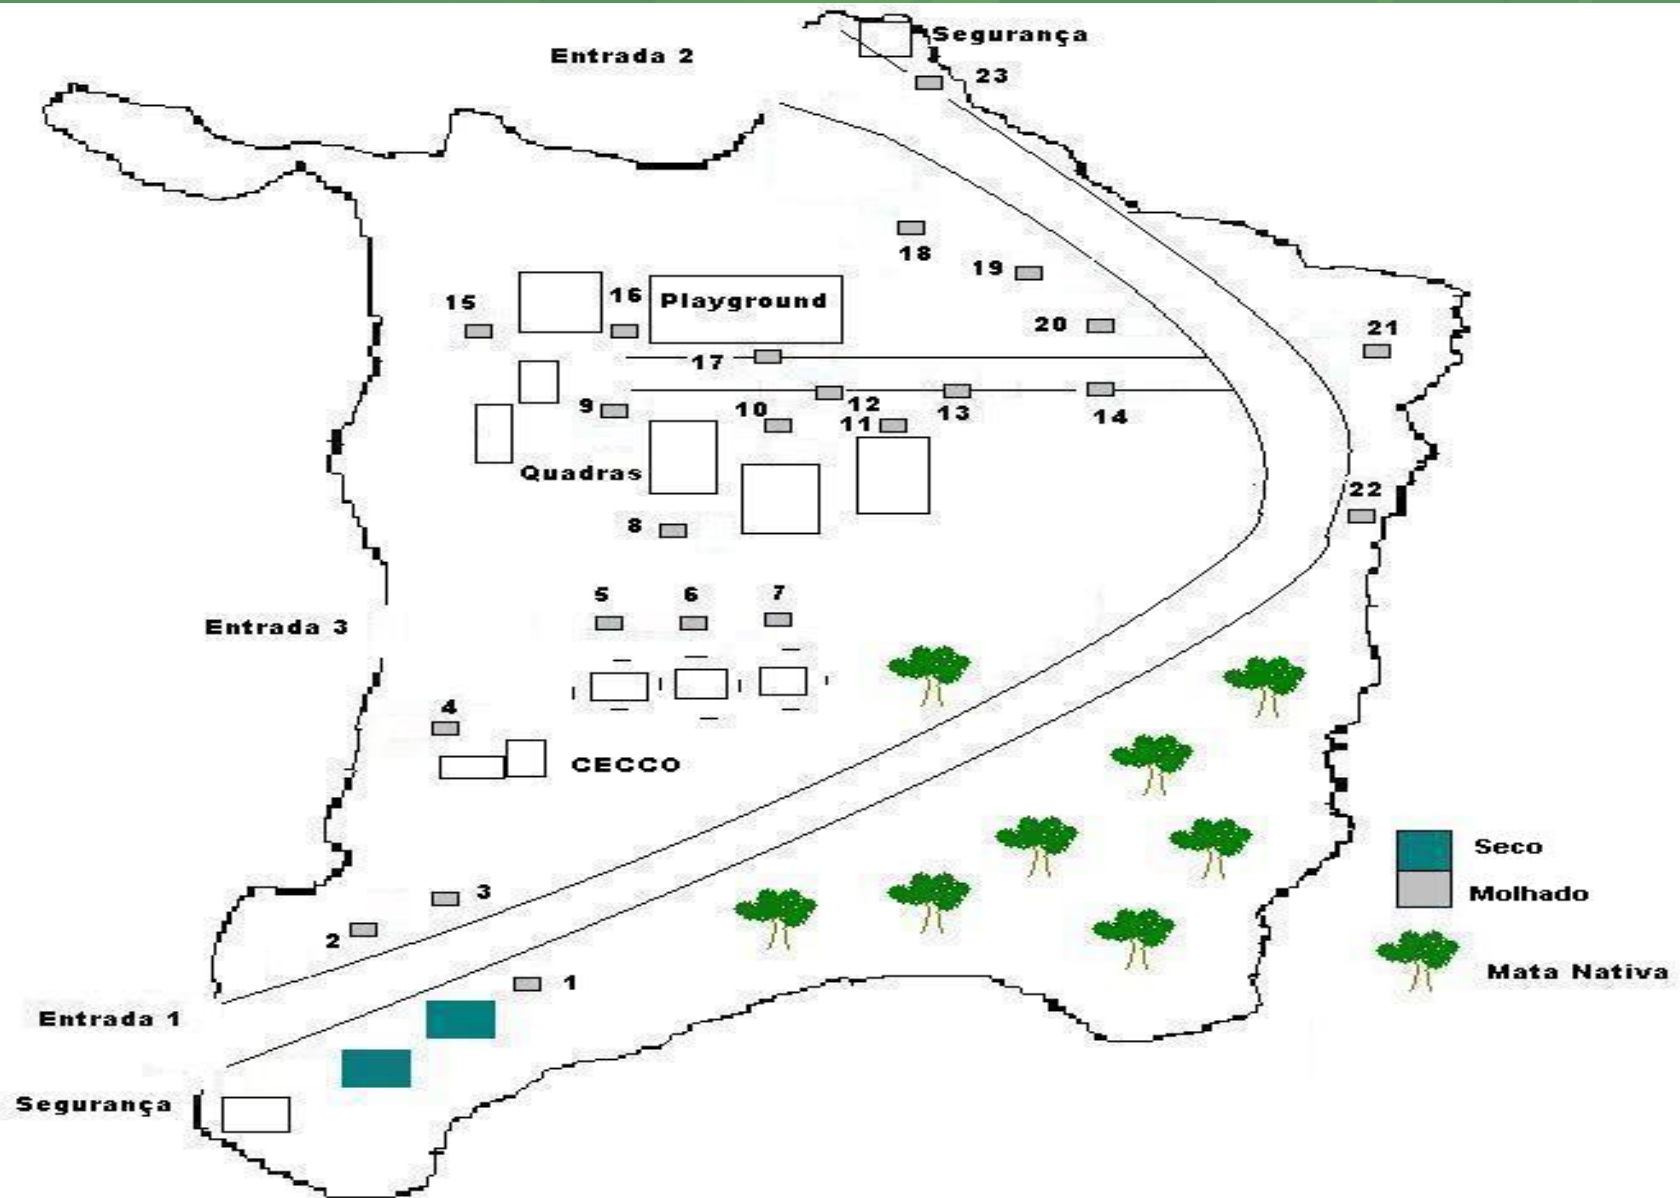 Segurança
Entrada 2
23
18
19
15
16
Playground
20
21
17
9
10
12
11
13
14
Quadras
22
8
5
6
7
Entrada 3
4
CECCO
Seco
3
Molhado
2
Mata Nativa
1
Entrada 1
Segurança